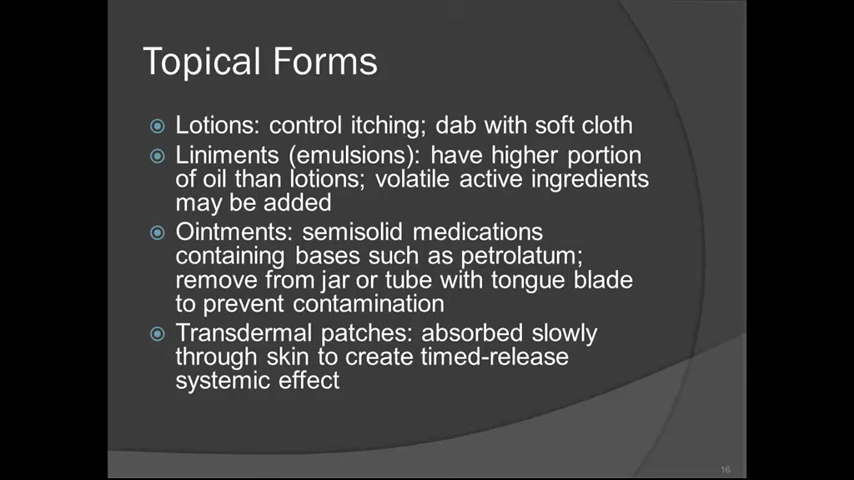 Topical Forms
Lotions: control itching; dab with soft cloth
Liniments (emulsions): have higher portion
of oil than lotions; volatile active ingredients
may be added
Ointments: semisolid medications
containing bases such as petrolatum;
remove from jar or tube with tongue blade
to prevent contamination
Transdermal patches: absorbed slowly
through skin to create timed-release
systemic effect
16